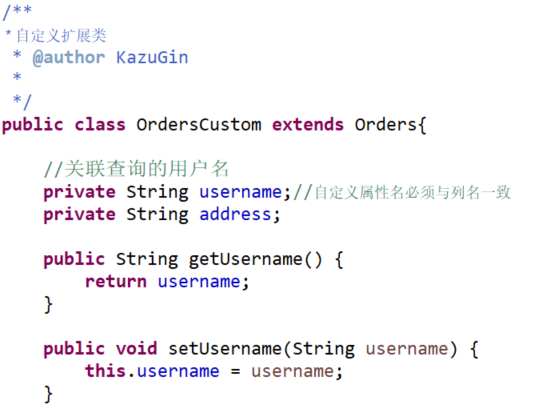 /**
* 自定义扩展类
* @author KazuGin
*
*/
public class OrdersCustom extends Orders{
//关联查询的用户名
private String username;//自定义属性名必须与列名一致
private String address;
public String getUsername() {
return username;
}
public void setUsername(String username) {
this.username = username;
}